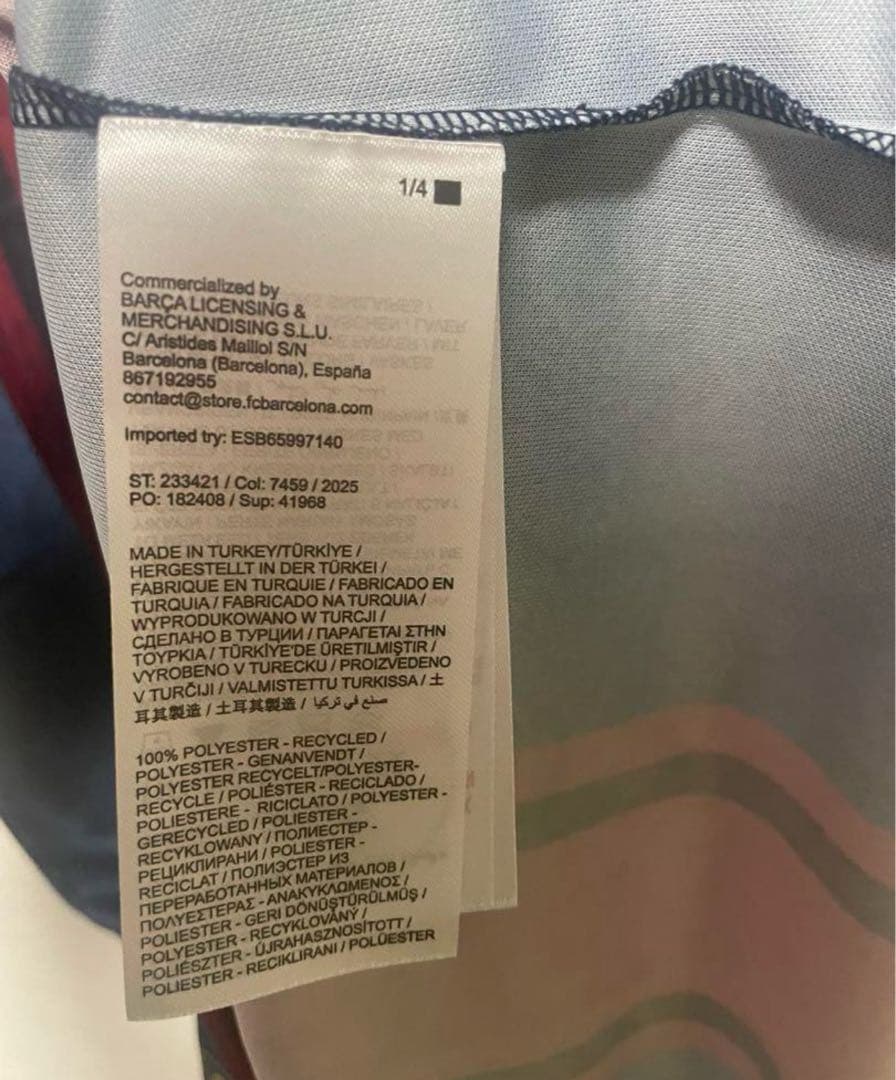 1/4
Commercialized by
BARÇA LICENSING &
MERCHANDISING S.L.U.
C/ Aristides Maillol S/N
Barcelona (Barcelona), España
867192955
contact@store.fcbarcelona.com
Imported try: ESB65997140
ST: 233421 / Col: 7459 / 2025
PO: 182408 / Sup: 41968
MADE IN TURKEY/TÜRKİYE /
HERGESTELLT IN DER TÜRKEI /
FABRIQUE EN TURQUIE / FABRICADO EN
TURQUIA / FABRICADO NA TURQUIA /
WYPRODUKOWANO W TURCJI /
СДЕЛАНО В ТУРЦИИ / ΠΑΡΑΓΕΤΑΙ ΣΤΗΝ
ΤΟΥΡΚΙΑ / TÜRKİYE'DE ÜRETILMIŞTIR /
VYROBENO V TURECKU / PROIZVEDENO
V TURČIJI / VALMISTETTU TURKISSA / 土
耳其製造 / 土耳其製造 / صنع في تركيا
100% POLYESTER - RECYCLED /
POLYESTER - GENANVENDT /
POLYESTER RECYCELT/POLYESTER-
RECYCLE / POLIÉSTER - RECICLADO /
POLIESTERE - RICICLATO / POLYESTER -
GERECYCLED / POLIESTER -
RECYKLOWANY / ПОЛИЕСТЕР -
РЕЦИКЛИРАНИ / POLIESTER -
RECICLAT / ПОЛИЭСТЕР ИЗ
ПЕРЕРАБОТАННЫХ МАТЕРИАЛОВ /
ΠΟΛΥΕΣΤΕΡΑΣ - ΑΝΑΚΥΚΛΩΜΕΝΟΣ /
POLIESTER - GERI DÖNÜŞTÜRÜLMÜŞ /
POLYESTER - RECYKLOVANÝ /
POLIÉSZTER - ÚJRAHASZNOSÍTOTT /
POLIESTER - RECIKLIRANI / POLÜESTER